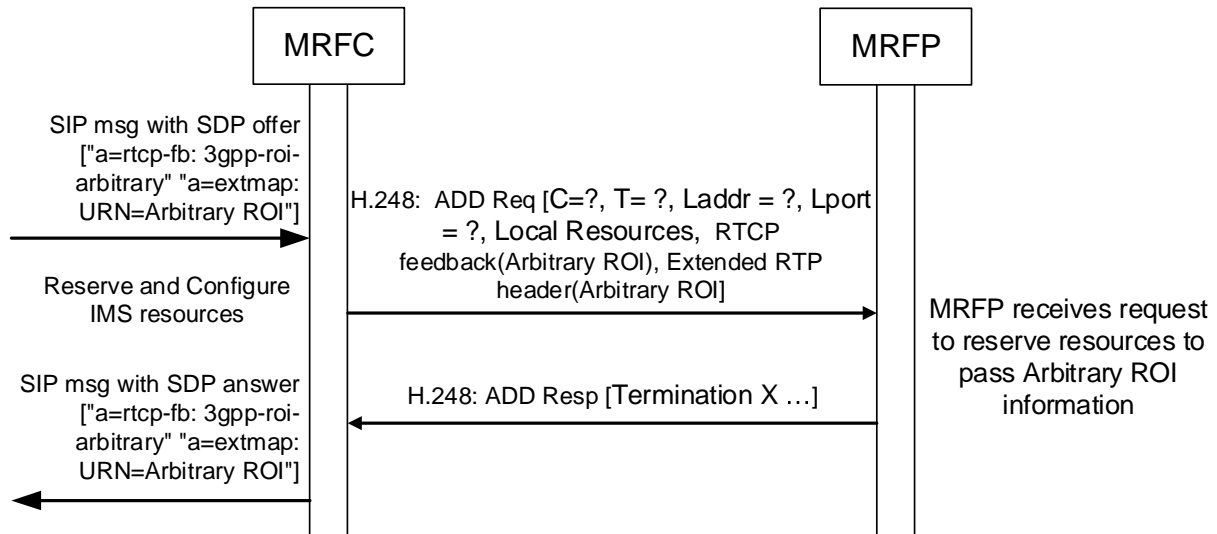 MRFC
MRFP
SIP msg with SDP offer
["a=rtcp-fb: 3gpp-roi-
arbitrary" "a=extmap:
URN=Arbitrary ROI"]
H.248: ADD Req [C=?, T= ?, Laddr = ?, Lport
= ?, Local Resources, RTCP
feedback(Arbitrary ROI), Extended RTP
header(Arbitrary ROI]
Reserve and Configure
IMS resources
MRFP receives request
to reserve resources to
pass Arbitrary ROI
information
SIP msg with SDP answer
["a=rtcp-fb: 3gpp-roi-
arbitrary" "a=extmap:
URN=Arbitrary ROI"]
H.248: ADD Resp [Termination X …]